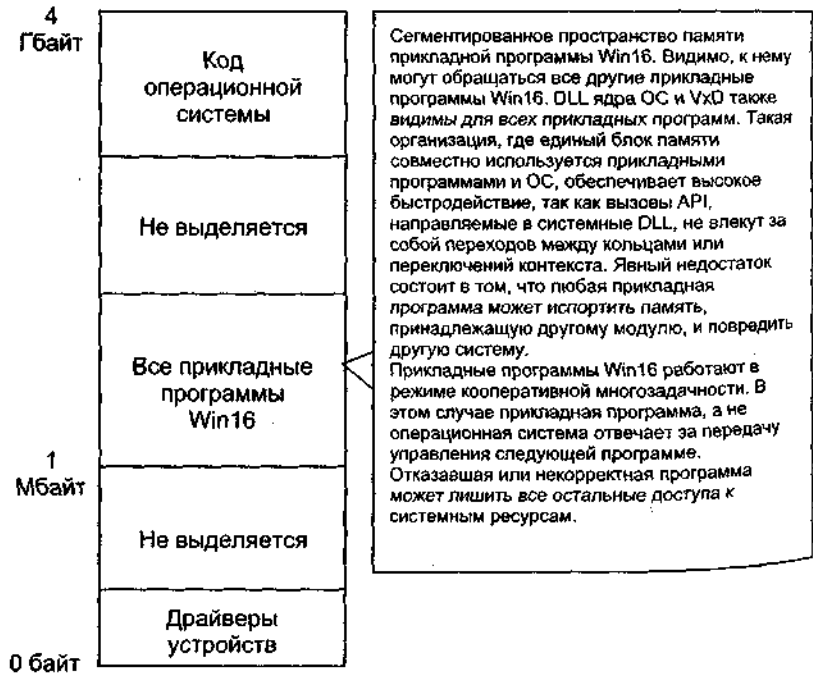 4
Гбайт
Код
операционной
системы
Не выделяется
Все прикладные
программы
Win16
1
Мбайт
Не выделяется
Драйверы
устройств
0 байт
Сегментированное пространство памяти
прикладной программы Win16. Видимо, к нему
могут обращаться все другие прикладные
программы Win16. DLL ядра ОС и VxD также
видимы для всех прикладных программ. Такая
организация, где единый блок памяти
совместно используется прикладными
программами и ОС, обеспечивает высокое
быстродействие, так как вызовы API,
направляемые в системные DLL, не влекут за
собой переходов между кольцами или
переключений контекста. Явный недостаток
состоит в том, что любая прикладная
программа может испортить память,
принадлежащую другому модулю, и повредить
другую систему.
Прикладные программы Win16 работают в
режиме кооперативной многозадачности. В
этом случае прикладная программа, а не
операционная система отвечает за передачу
управления следующей программе.
Отказавшая или некорректная программа
может лишить все остальные доступа к
системным ресурсам.